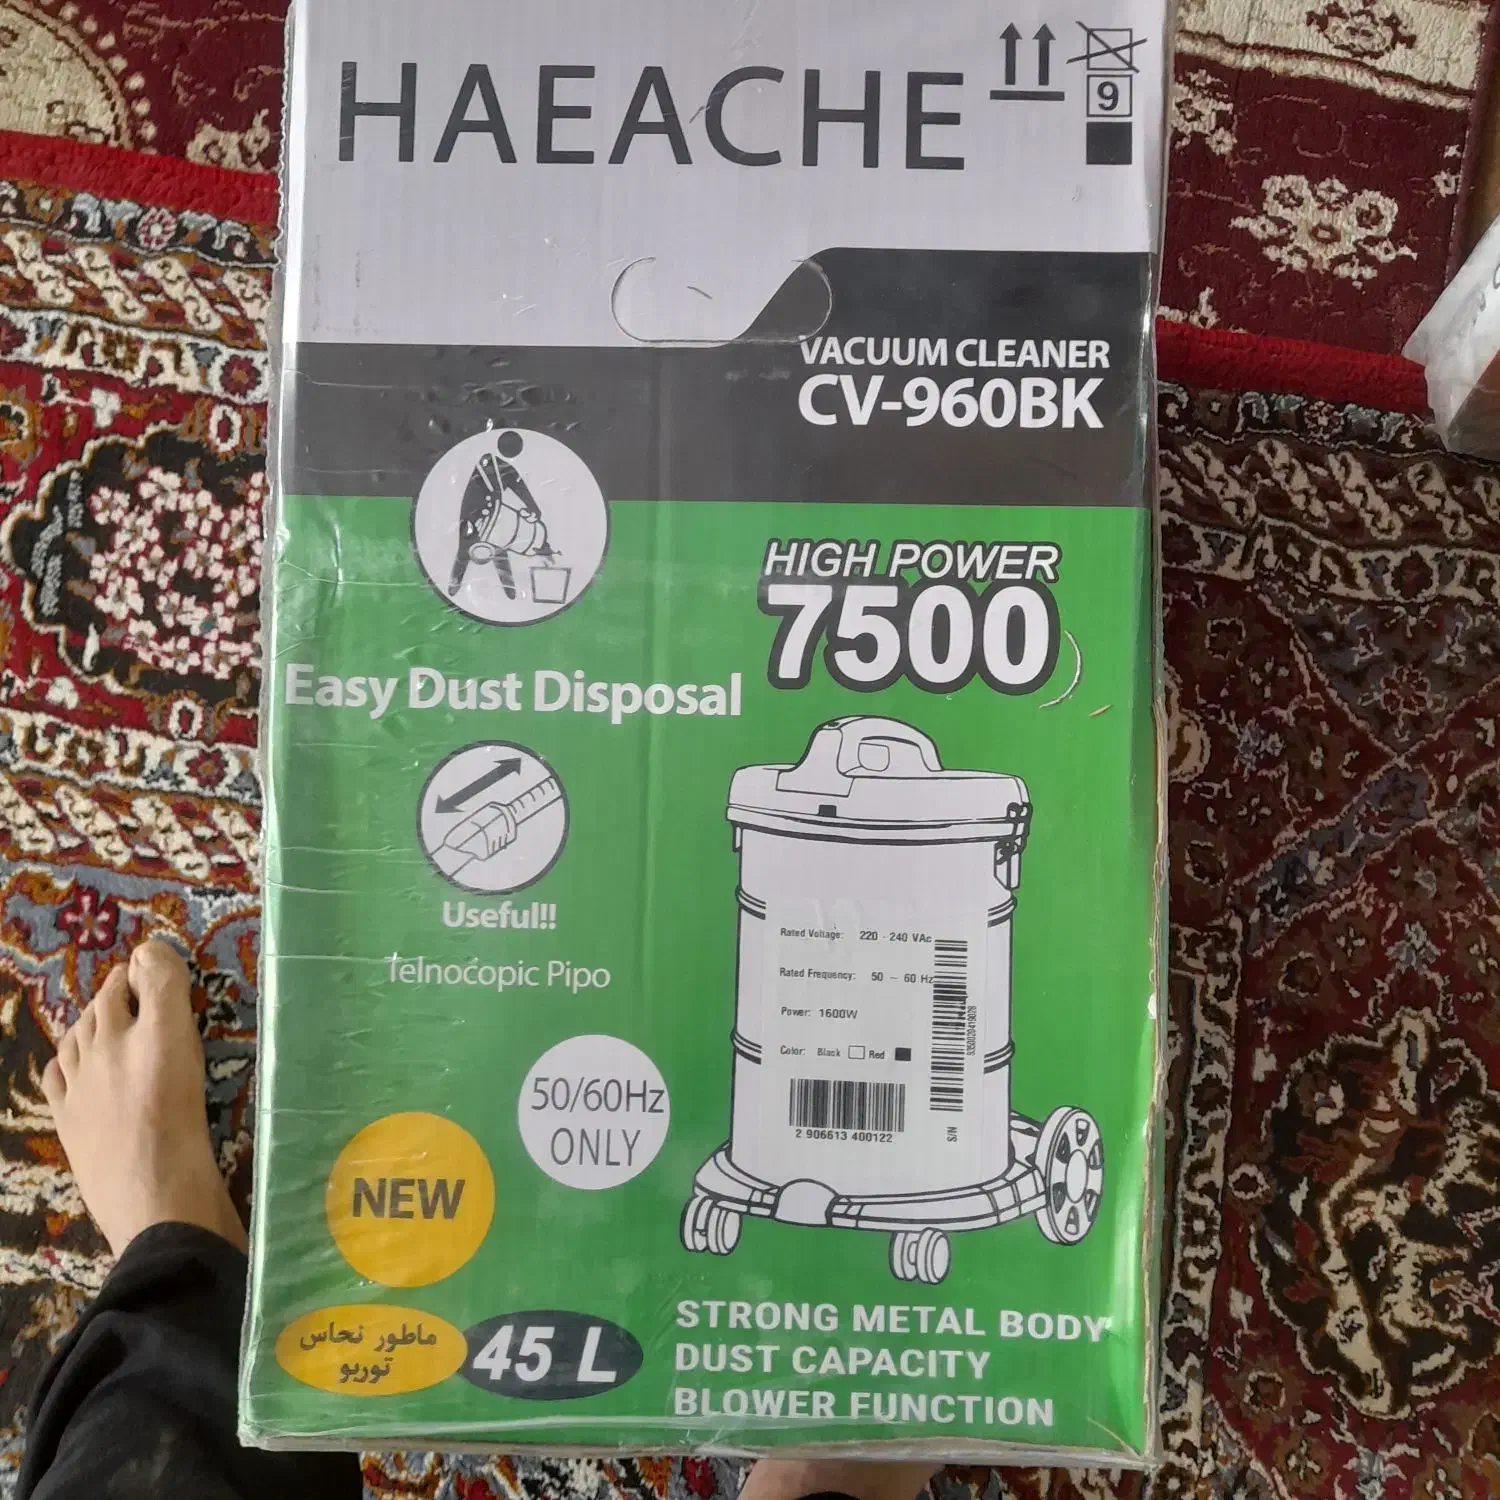 HAEACHE
9
VACUUM CLEANER
CV-960BK
HIGH POWER
7500
Easy Dust Disposal
Useful!!
Telnocopic Pipo
Rated Voltage: 220 - 240 VAc
Rated Frequency: 50 – 60 Hz
Power: 1600W
Color: Black Red
2 906613 400122
S/N
50/60Hz
ONLY
NEW
ماطور نحاس
توربو
45 L
STRONG METAL BODY
DUST CAPACITY
BLOWER FUNCTION